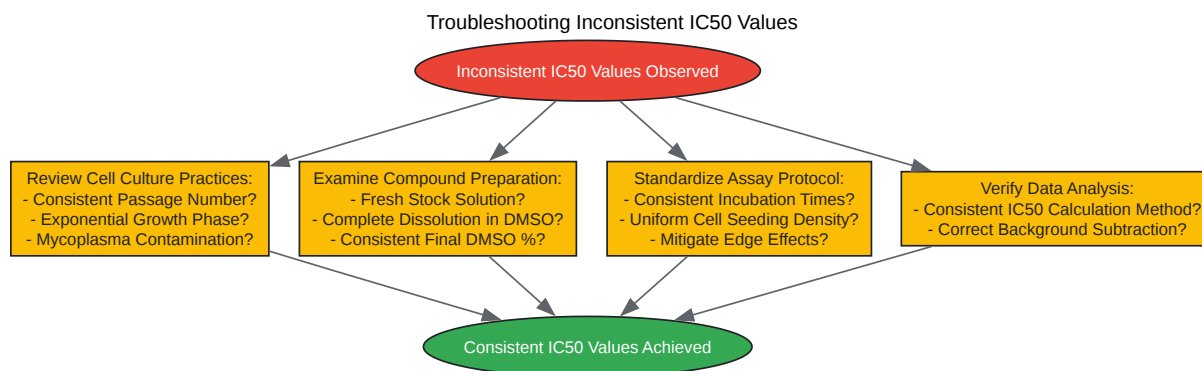 Troubleshooting Inconsistent IC50 Values
Inconsistent IC50 Values Observed
Review Cell Culture Practices:
- Consistent Passage Number?
- Exponential Growth Phase?
- Mycoplasma Contamination?
Examine Compound Preparation:
- Fresh Stock Solution?
- Complete Dissolution in DMSO?
- Consistent Final DMSO %?
Standardize Assay Protocol:
- Consistent Incubation Times?
- Uniform Cell Seeding Density?
- Mitigate Edge Effects?
Verify Data Analysis:
- Consistent IC50 Calculation Method?
- Correct Background Subtraction?
Consistent IC50 Values Achieved